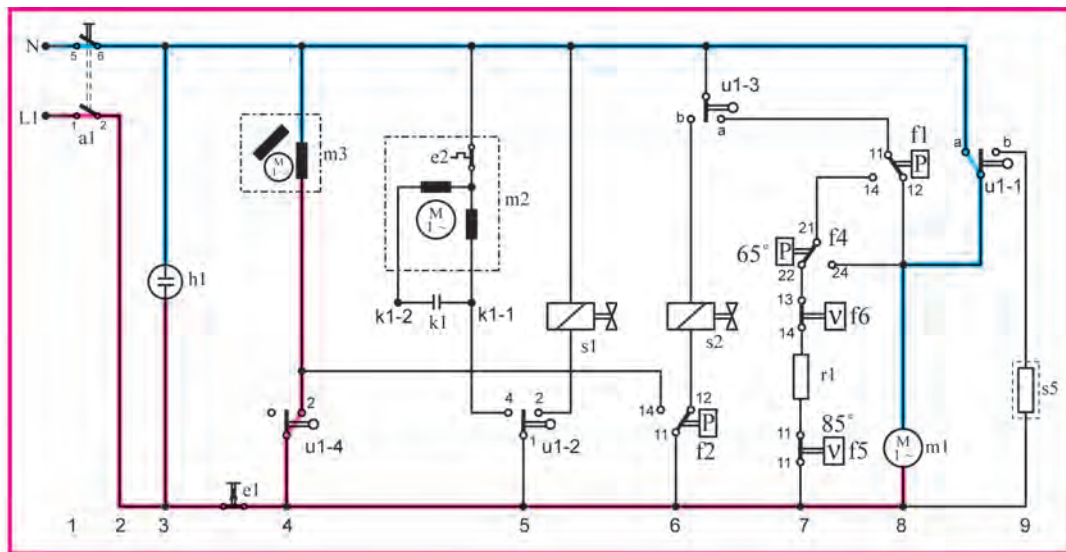 N
5 6
L1
1 2
a1
h1
M
1~
m3
e2
M
1~
m2
k1-2 k1 k1-1
s1
u1-3
b a
s2
11 P f1
14 12
21
65° P f4
22 24
13
14 v f6
r1
11 85°
11 v f5
a b
u1-1
s5
M
1~ m1
2
u1-4
4 2
1 u1-2
14 12
11 P
f2
e1
1 2 3 4 5 6 7 8 9